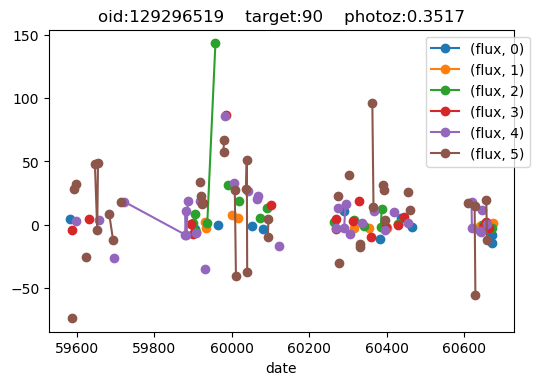 oid:129296519    target:90    photoz:0.3517
(flux, 0)
(flux, 1)
(flux, 2)
(flux, 3)
(flux, 4)
(flux, 5)
150
100
50
0
−50
59600 59800 60000 60200 60400 60600
date